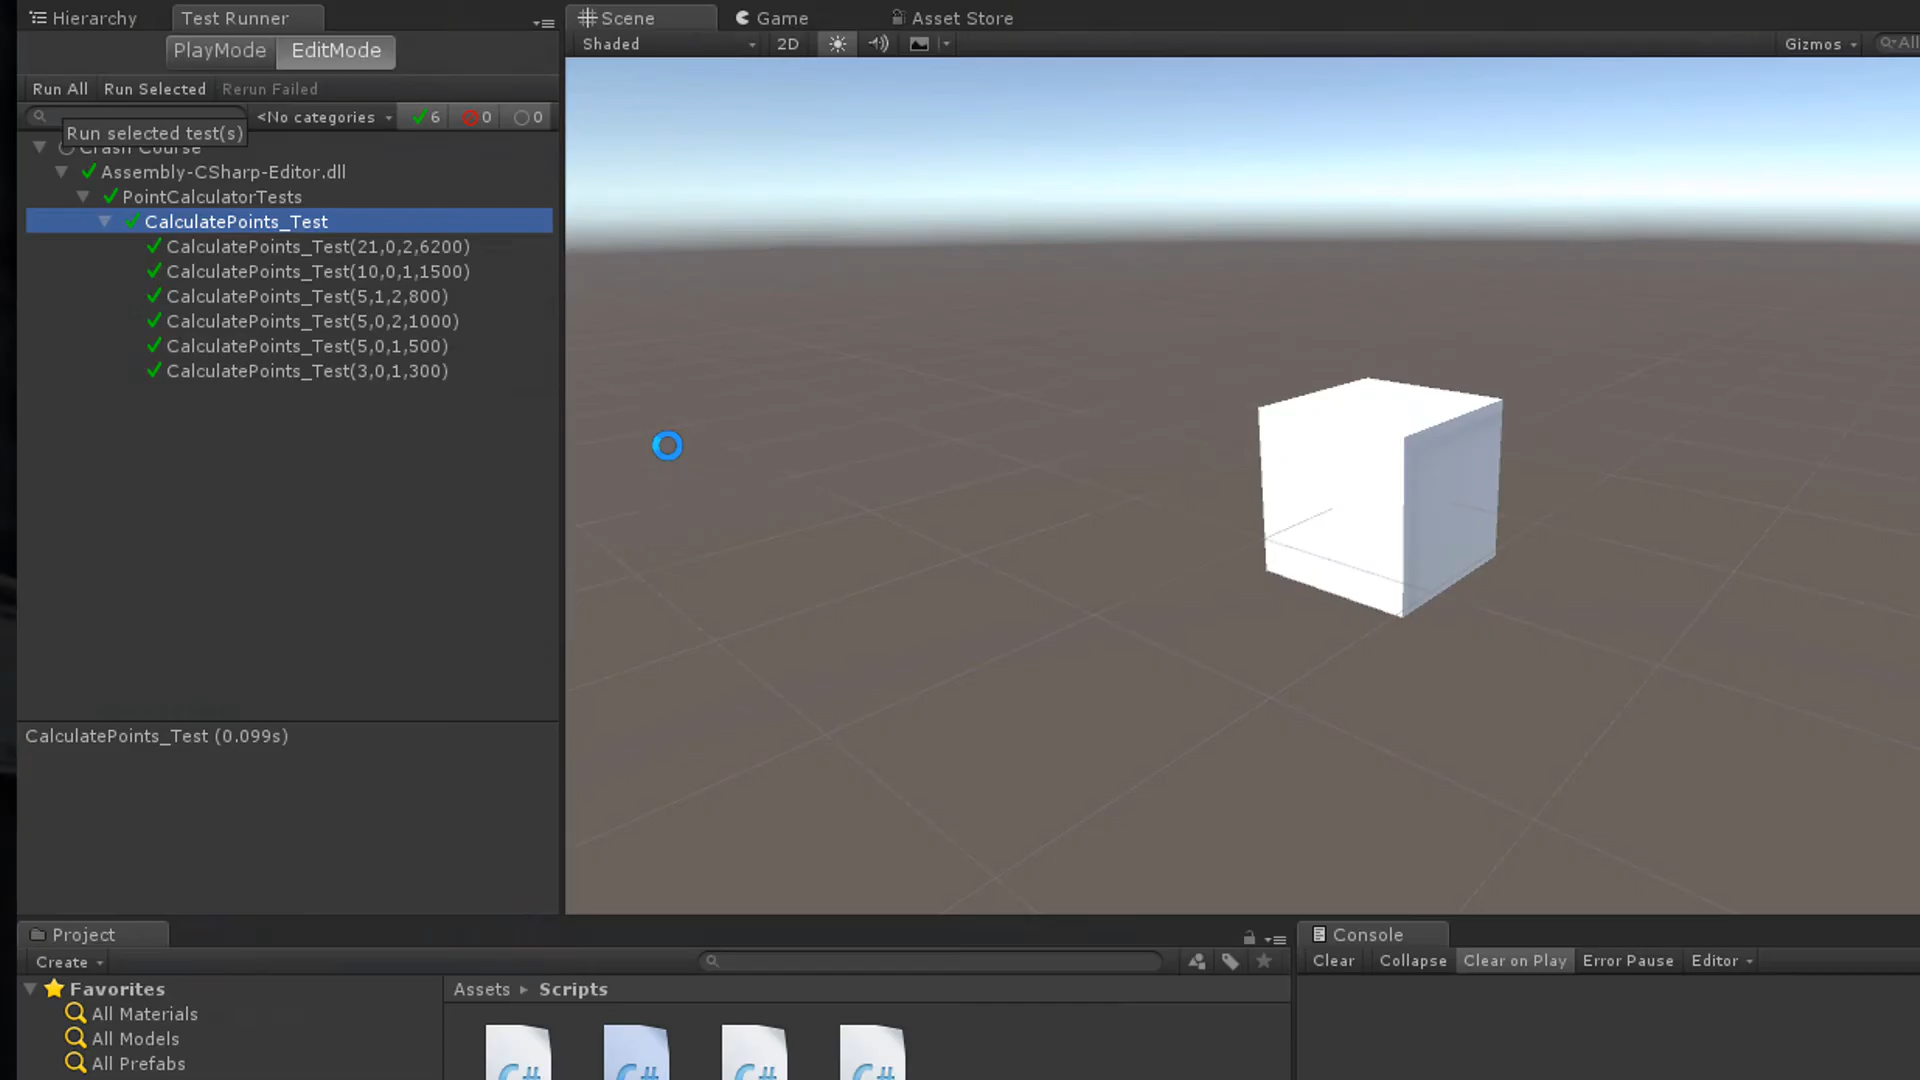 Hierarchy
Test Runner
Scene
Game
Asset Store
PlayMode
EditMode
Shaded
2D
Gizmos
All
Run All
Run Selected
Rerun Failed
<No categories
6
0
0
Run selected test(s)
Crash Course
Assembly-CSharp-Editor.dll
PointCalculatorTests
CalculatePoints_Test
CalculatePoints_Test(21,0,2,6200)
CalculatePoints_Test(10,0,1,1500)
CalculatePoints_Test(5,1,2,800)
CalculatePoints_Test(5,0,2,1000)
CalculatePoints_Test(5,0,1,500)
CalculatePoints_Test(3,0,1,300)
CalculatePoints_Test (0.099s)
Project
Create
Favorites
All Materials
All Models
All Prefabs
Assets ▸ Scripts
C# C# C# C#
Console
Clear
Collapse
Clear on Play
Error Pause
Editor